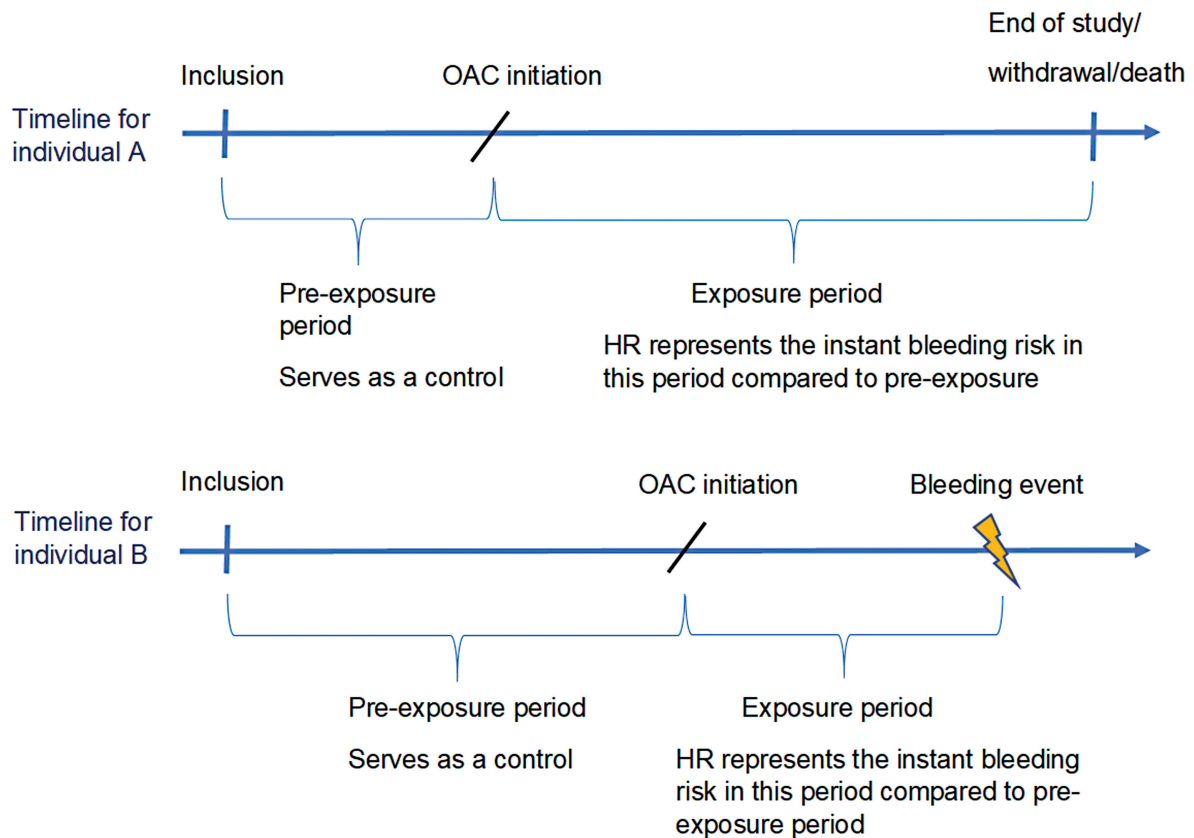 End of study/
withdrawal/death
Inclusion
OAC initiation
Timeline for
individual A
Pre-exposure
period
Serves as a control
Exposure period
HR represents the instant bleeding risk in
this period compared to pre-exposure
Inclusion
OAC initiation
Bleeding event
Timeline for
individual B
Pre-exposure period
Serves as a control
Exposure period
HR represents the instant bleeding
risk in this period compared to pre-
exposure period